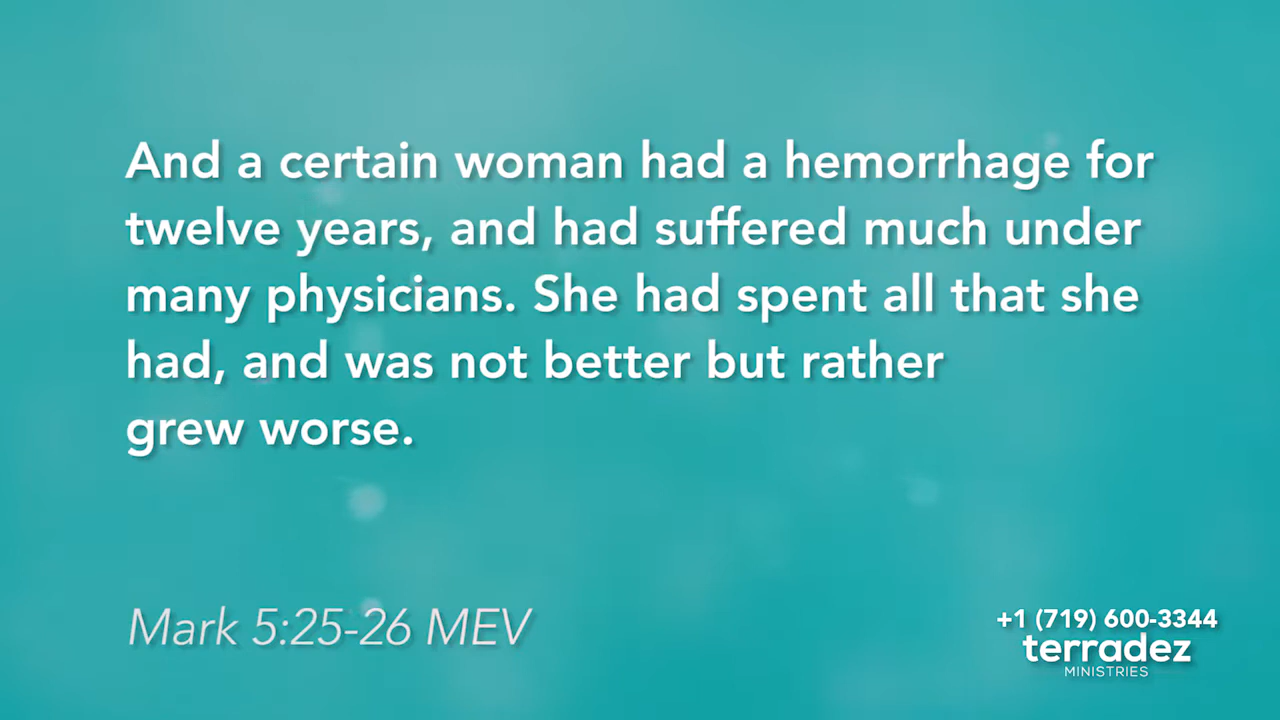 And a certain woman had a hemorrhage for
twelve years, and had suffered much under
many physicians. She had spent all that she
had, and was not better but rather
grew worse.
Mark 5:25-26 MEV
+1 (719) 600-3344
terradez
MINISTRIES